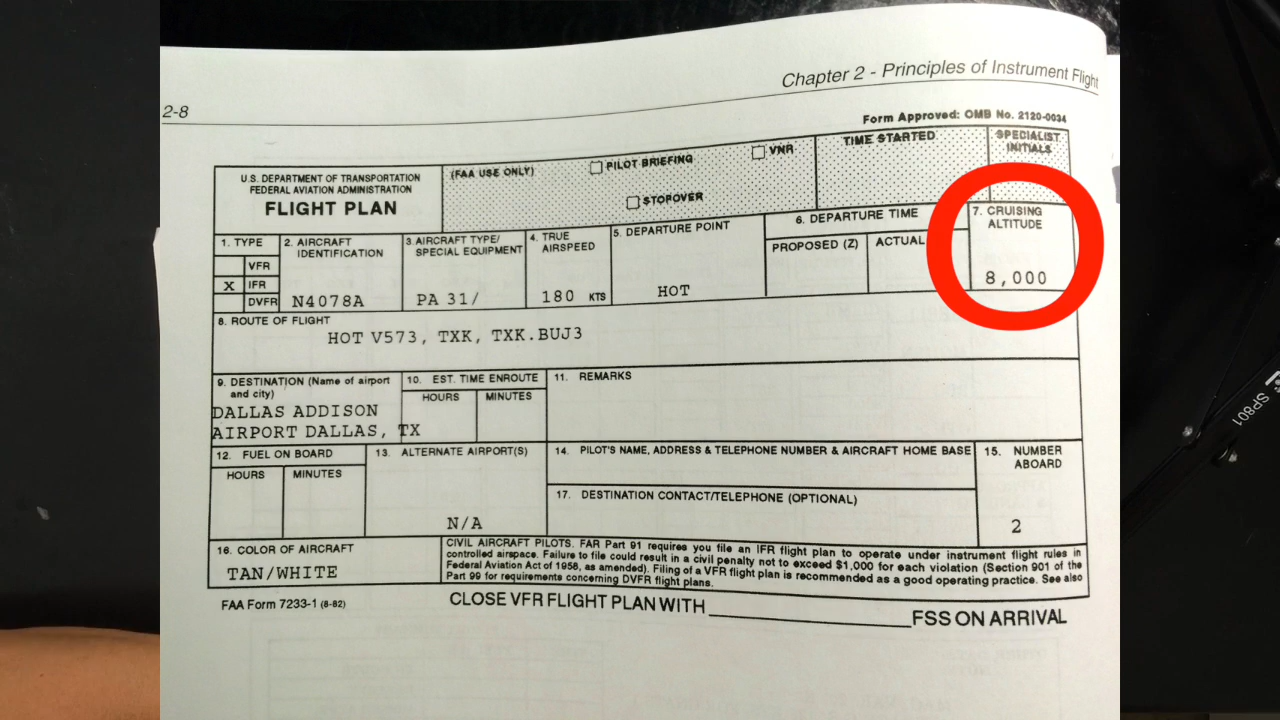 Chapter 2 - Principles of Instrument Flight
2-8
Form Approved: OMB No. 2120-0034
U.S. DEPARTMENT OF TRANSPORTATION
FEDERAL AVIATION ADMINISTRATION
FLIGHT PLAN
(FAA USE ONLY)
PILOT BRIEFING
VNR
STOPOVER
TIME STARTED
SPECIALIST
INITIALS
1. TYPE
VFR
X IFR
DVFR
2. AIRCRAFT
IDENTIFICATION
N4078A
3. AIRCRAFT TYPE/
SPECIAL EQUIPMENT
PA 31/
4. TRUE
AIRSPEED
180 KTS
5. DEPARTURE POINT
HOT
6. DEPARTURE TIME
PROPOSED (Z)
ACTUAL
7. CRUISING
ALTITUDE
8,000
8. ROUTE OF FLIGHT
HOT V573, TXK, TXK.BUJ3
9. DESTINATION (Name of airport
and city)
DALLAS ADDISON
AIRPORT DALLAS, TX
10. EST. TIME ENROUTE
HOURS
MINUTES
11. REMARKS
12. FUEL ON BOARD
HOURS
MINUTES
13. ALTERNATE AIRPORT(S)
N/A
14. PILOT'S NAME, ADDRESS & TELEPHONE NUMBER & AIRCRAFT HOME BASE
17. DESTINATION CONTACT/TELEPHONE (OPTIONAL)
15. NUMBER
ABOARD
2
16. COLOR OF AIRCRAFT
TAN/WHITE
CIVIL AIRCRAFT PILOTS. FAR Part 91 requires you file an IFR flight plan to operate under instrument flight rules in
controlled airspace. Failure to file could result in a civil penalty not to exceed $1,000 for each violation (Section 901 of the
Federal Aviation Act of 1958, as amended). Filing of a VFR flight plan is recommended as a good operating practice. See also
Part 99 for requirements concerning DVFR flight plans.
FAA Form 7233-1 (8-82)
CLOSE VFR FLIGHT PLAN WITH ____________________ FSS ON ARRIVAL
SP801